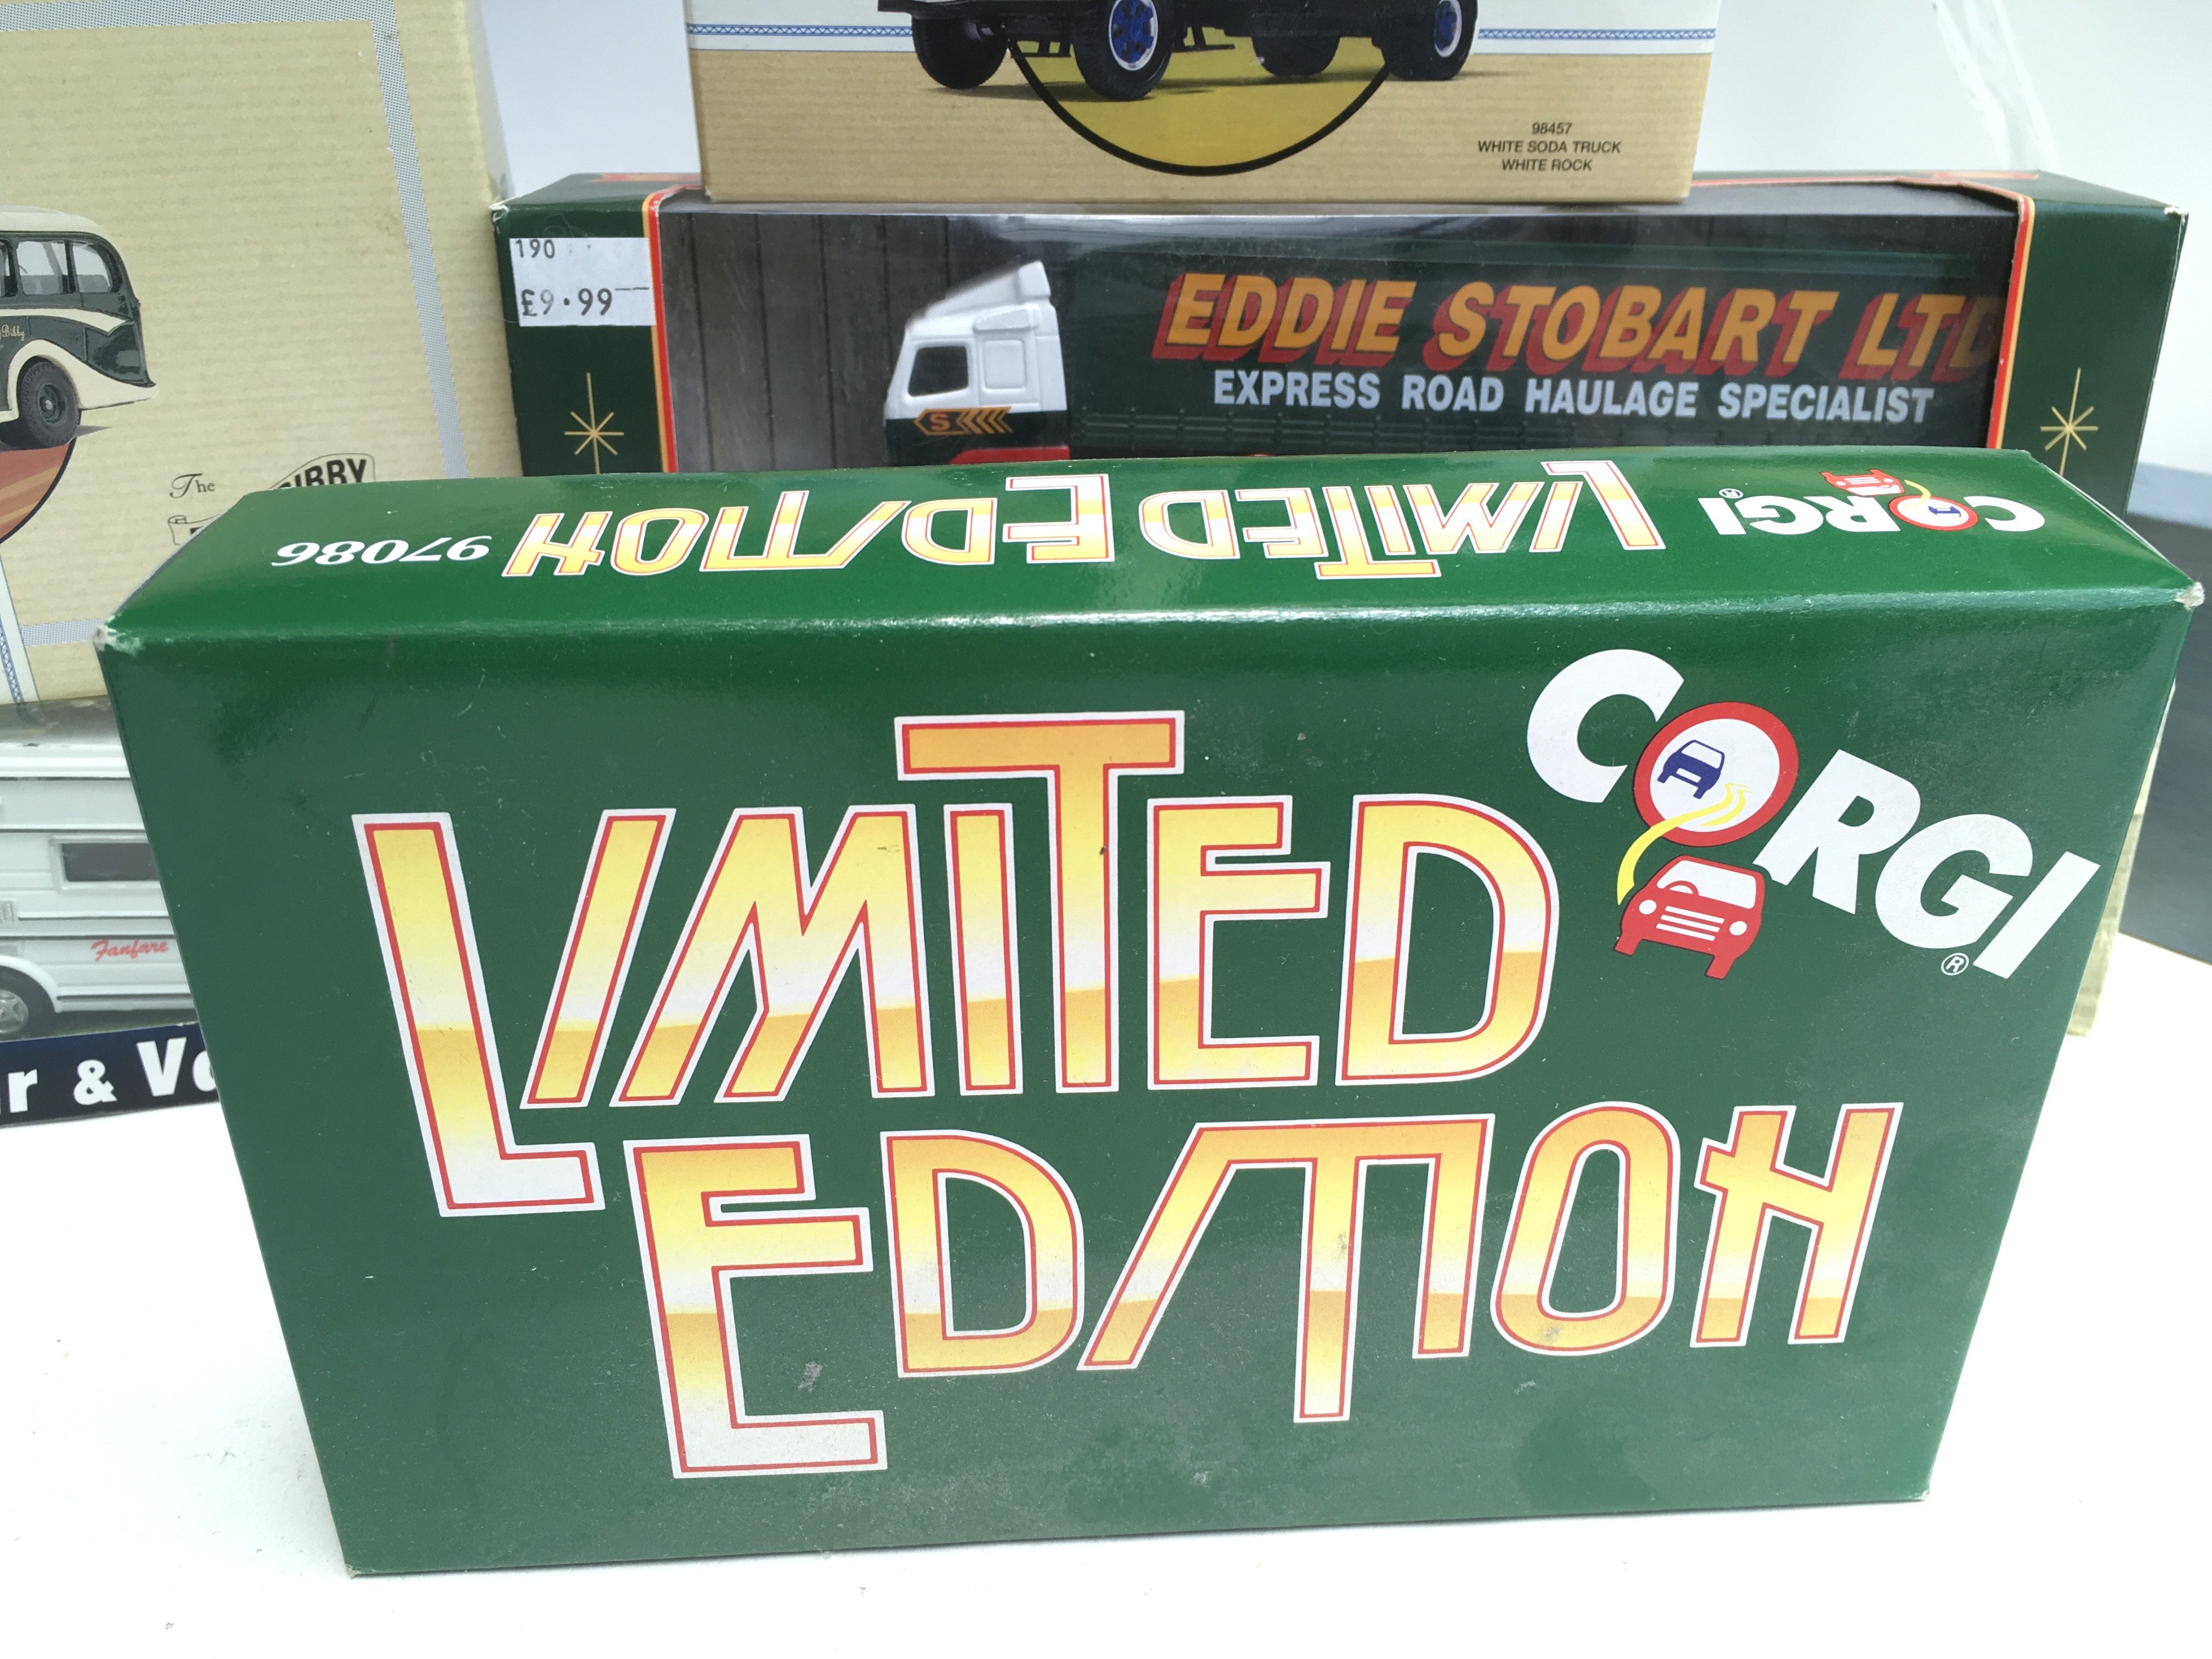 98457
WHITE SODA TRUCK
WHITE ROCK
190
£9.99
EDDIE STOBART LTD
EXPRESS ROAD HAULAGE SPECIALIST
S
The
BIBBY
CORGI ® LIMITED EDITION 97086
CORGI ®
LIMITED
EDITION
Fanfare
r & V